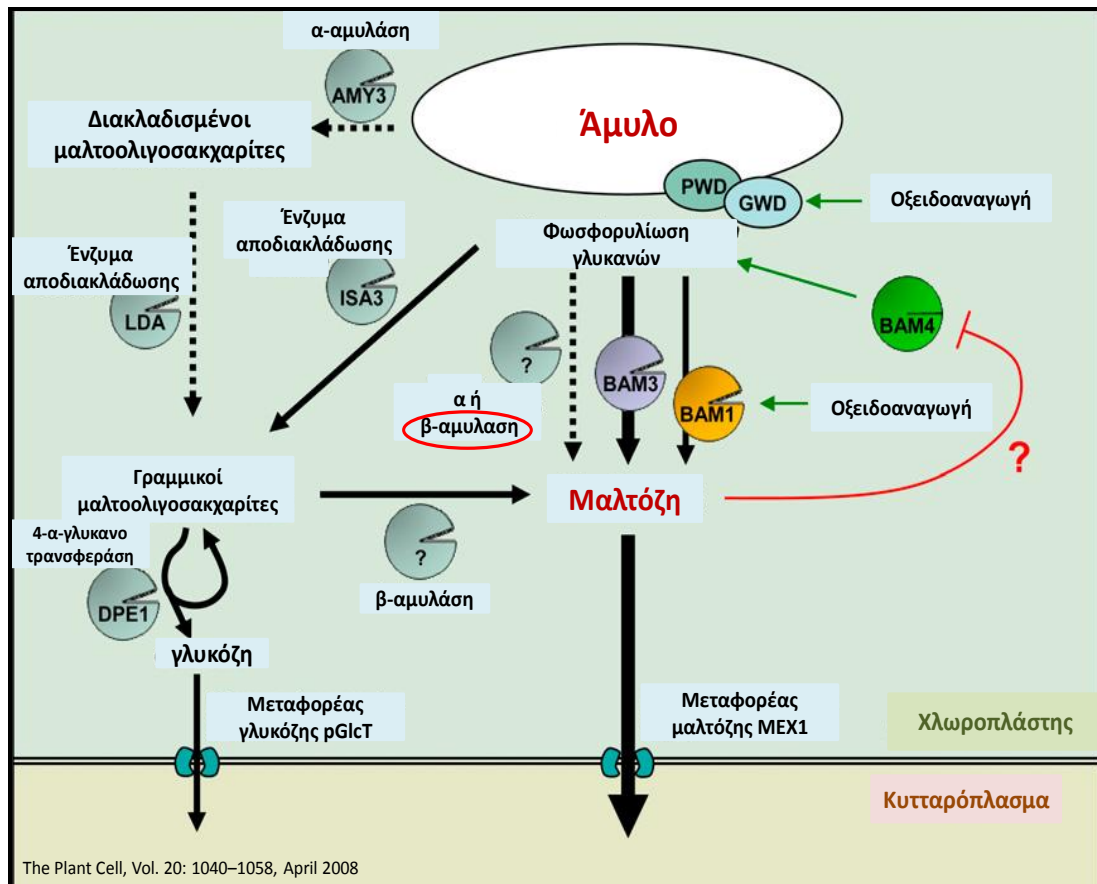 α-αμυλάση
AMY3
Άμυλο
Διακλαδισμένοι
μαλτοολιγοσακχαρίτες
PWD
GWD
Οξειδοαναγωγή
Ένζυμα
αποδιακλάδωσης
ISA3
Φωσφορυλίωση
γλυκανών
Ένζυμα
αποδιακλάδωσης
LDA
BAM4
?
BAM3
BAM1
Οξειδοαναγωγή
α ή
β-αμυλαση
?
Γραμμικοί
μαλτοολιγοσακχαρίτες
Μαλτόζη
4-α-γλυκανο
τρανσφεράση
DPE1
?
β-αμυλάση
γλυκόζη
Μεταφορέας
γλυκόζης pGlcT
Μεταφορέας
μαλτόζης MEX1
Χλωροπλάστης
Κυτταρόπλασμα
The Plant Cell, Vol. 20: 1040–1058, April 2008